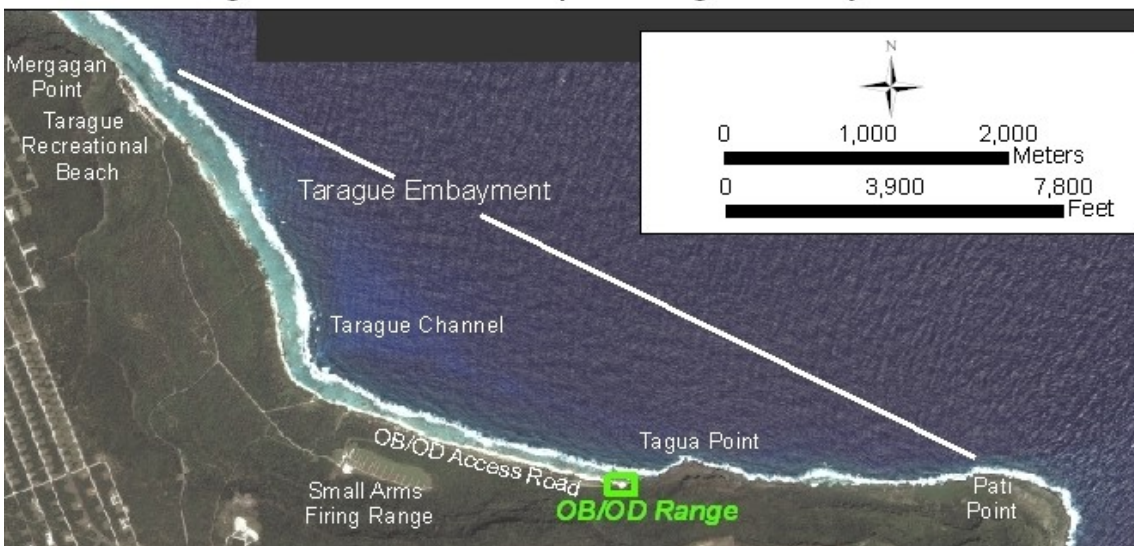 Mergagan
Point
Taragues
Recreational
Beach
N
0 1,000 2,000
Meters
0 3,900 7,800
Feet
Tarague Embayment
Tarague Channel
Tagua Point
OB/OD Access Road
Small Arms
Firing Range
OB/OD Range
Pati
Point